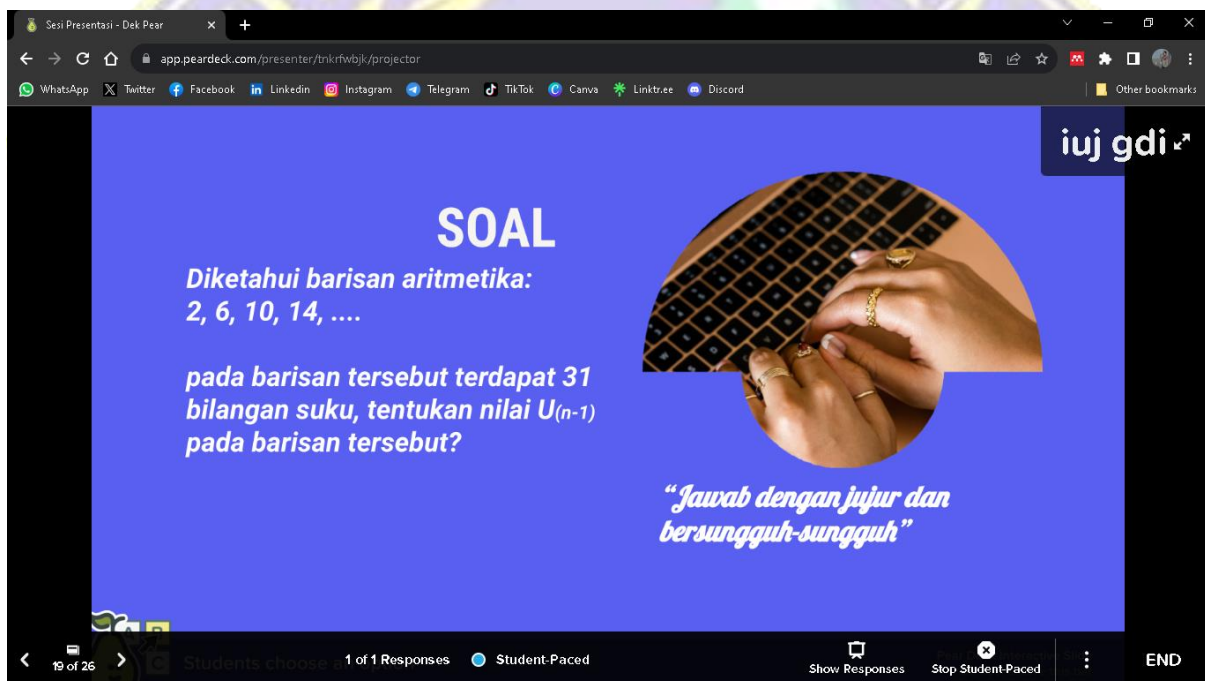 Sesi Presentasi - Dek Pear
app.peardeck.com/presenter/tnkrfwbjk/projector
WhatsApp Twitter Facebook Linkedin Instagram Telegram TikTok Canva Linktr.ee Discord Other bookmarks
iuj gdi
SOAL
Diketahui barisan aritmetika:
2, 6, 10, 14, ....
pada barisan tersebut terdapat 31
bilangan suku, tentukan nilai U(n-1)
pada barisan tersebut?
“Jawab dengan jujur dan
bersungguh-sungguh”
19 of 26
Students choose
1 of 1 Responses
Student-Paced
Show Responses
Stop Student-Paced
END